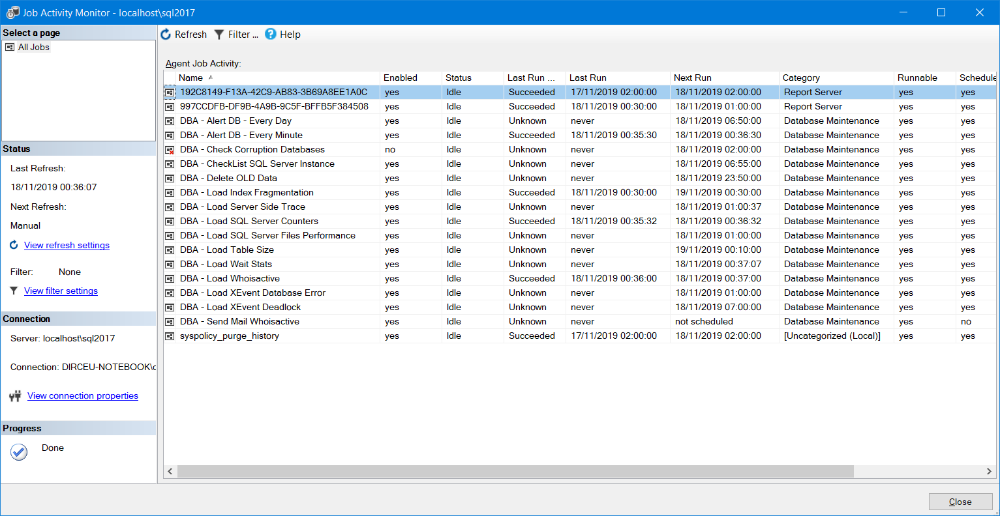 Job Activity Monitor - localhost\sql2017
Select a page
All Jobs
Status
Last Refresh:
18/11/2019 00:36:07
Next Refresh:
Manual
View refresh settings
Filter: None
View filter settings
Connection
Server: localhost\sql2017
Connection: DIRCEU-NOTEBOOK\
View connection properties
Progress
Done
Refresh Filter ... Help
Agent Job Activity:
Name Enabled Status Last Run ... Last Run Next Run Category Runnable Schedule
192C8149-F13A-42C9-AB83-3B69A8EE1A0C yes Idle Succeeded 17/11/2019 02:00:00 18/11/2019 02:00:00 Report Server yes yes
997CCDFB-DF9B-4A9B-9C5F-BFFB5F384508 yes Idle Succeeded 18/11/2019 00:30:00 18/11/2019 01:00:00 Report Server yes yes
DBA - Alert DB - Every Day yes Idle Unknown never 18/11/2019 06:50:00 Database Maintenance yes yes
DBA - Alert DB - Every Minute yes Idle Succeeded 18/11/2019 00:35:30 18/11/2019 00:36:30 Database Maintenance yes yes
DBA - Check Corruption Databases no Idle Unknown never 18/11/2019 02:00:00 Database Maintenance yes yes
DBA - CheckList SQL Server Instance yes Idle Unknown never 18/11/2019 06:55:00 Database Maintenance yes yes
DBA - Delete OLD Data yes Idle Unknown never 18/11/2019 23:50:00 Database Maintenance yes yes
DBA - Load Index Fragmentation yes Idle Succeeded 18/11/2019 00:30:00 19/11/2019 00:30:00 Database Maintenance yes yes
DBA - Load Server Side Trace yes Idle Unknown never 18/11/2019 01:00:37 Database Maintenance yes yes
DBA - Load SQL Server Counters yes Idle Succeeded 18/11/2019 00:35:32 18/11/2019 00:36:32 Database Maintenance yes yes
DBA - Load SQL Server Files Performance yes Idle Unknown never 18/11/2019 01:00:00 Database Maintenance yes yes
DBA - Load Table Size yes Idle Unknown never 19/11/2019 00:10:00 Database Maintenance yes yes
DBA - Load Wait Stats yes Idle Unknown never 18/11/2019 00:37:07 Database Maintenance yes yes
DBA - Load Whoisactive yes Idle Succeeded 18/11/2019 00:36:00 18/11/2019 00:37:00 Database Maintenance yes yes
DBA - Load XEvent Database Error yes Idle Unknown never 18/11/2019 01:00:00 Database Maintenance yes yes
DBA - Load XEvent Deadlock yes Idle Unknown never 18/11/2019 07:00:00 Database Maintenance yes yes
DBA - Send Mail Whoisactive yes Idle Unknown never not scheduled Database Maintenance yes no
syspolicy_purge_history yes Idle Succeeded 17/11/2019 02:00:00 18/11/2019 02:00:00 [Uncategorized (Local)] yes yes
Close